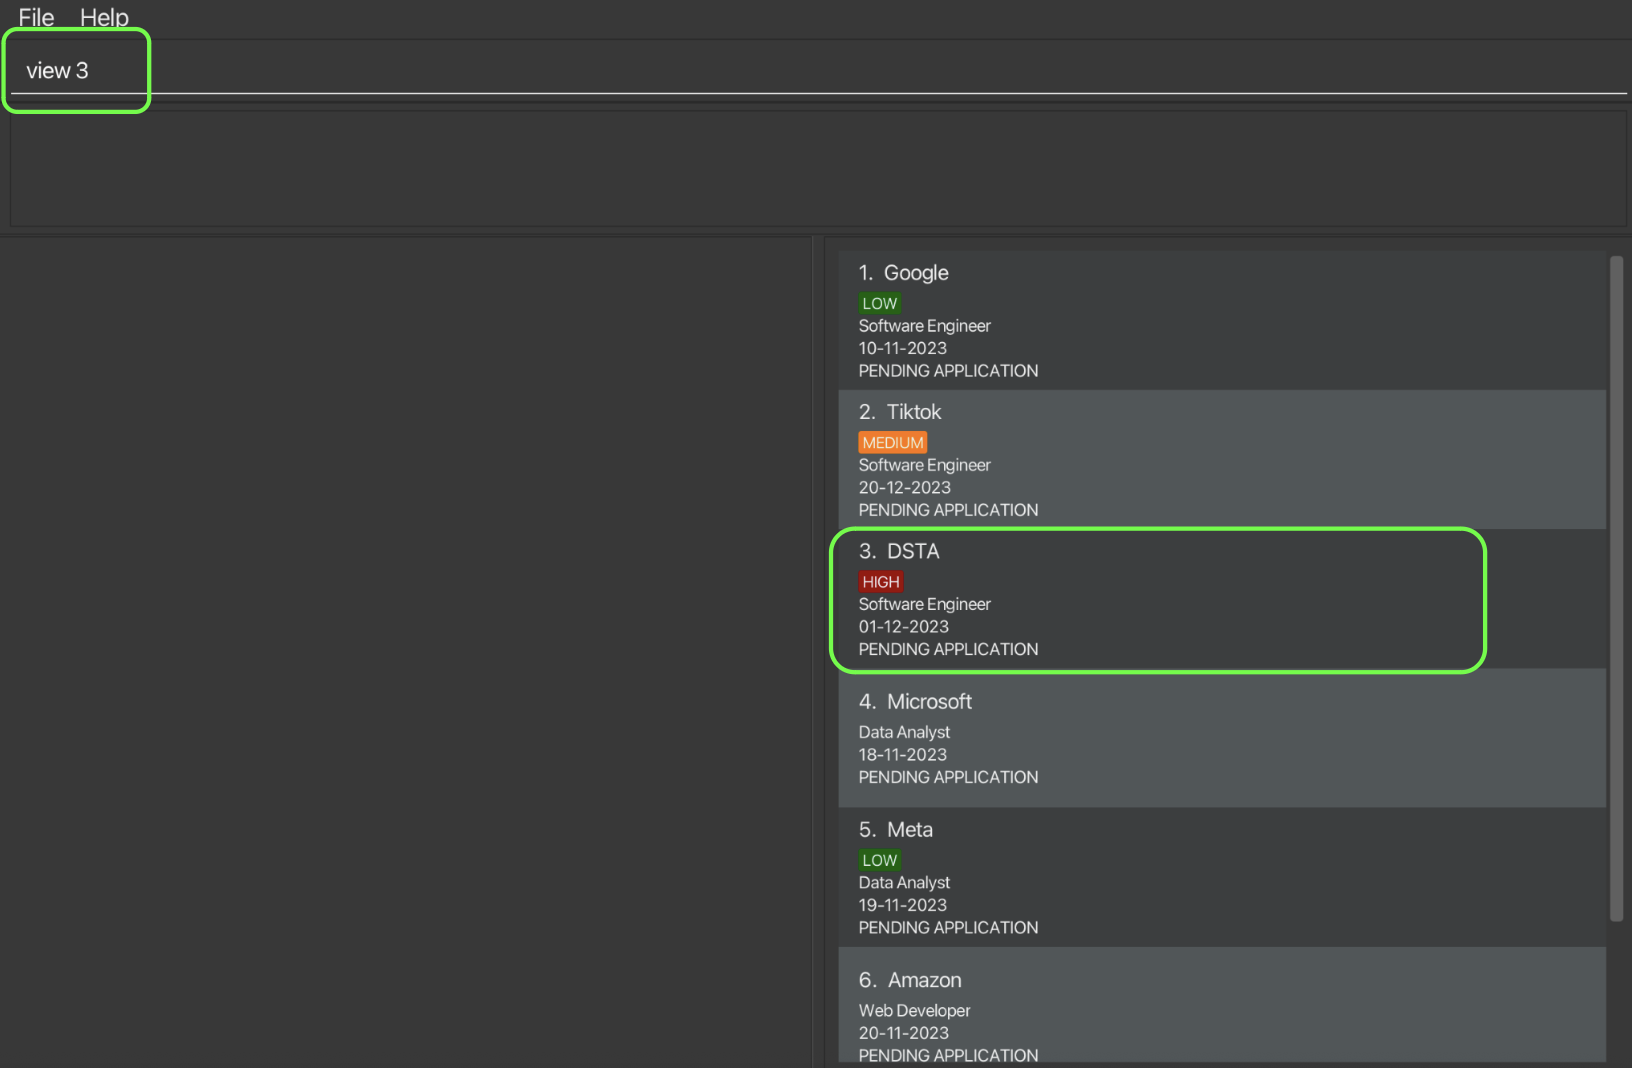 File Help
view 3
1. Google
LOW
Software Engineer
10-11-2023
PENDING APPLICATION
2. Tiktok
MEDIUM
Software Engineer
20-12-2023
PENDING APPLICATION
3. DSTA
HIGH
Software Engineer
01-12-2023
PENDING APPLICATION
4. Microsoft
Data Analyst
18-11-2023
PENDING APPLICATION
5. Meta
LOW
Data Analyst
19-11-2023
PENDING APPLICATION
6. Amazon
Web Developer
20-11-2023
PENDING APPLICATION